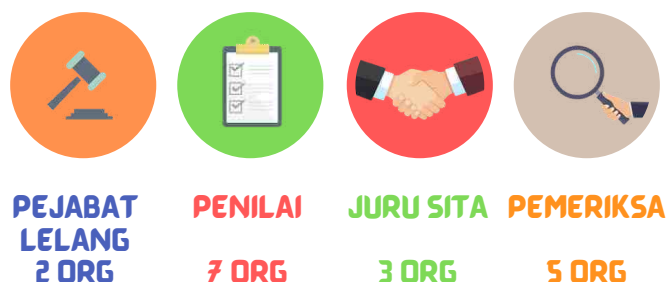 PEJABAT
LELANG
2 ORG
PENILAI
7 ORG
JURU SITA
3 ORG
PEMERIKSA
5 ORG